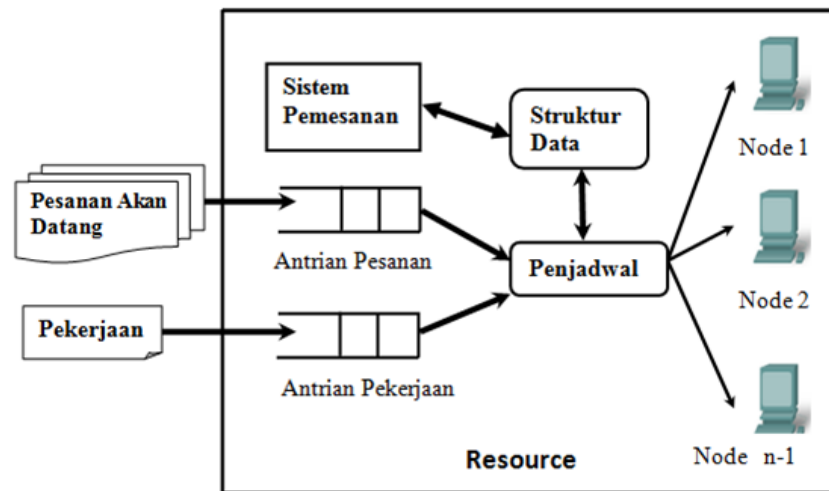 Sistem
Pemesanan
Struktur
Data
Node 1
Pesanan Akan
Datang
Antrian Pesanan
Penjadwal
Node 2
Pekerjaan
Antrian Pekerjaan
Resource
Node n-1